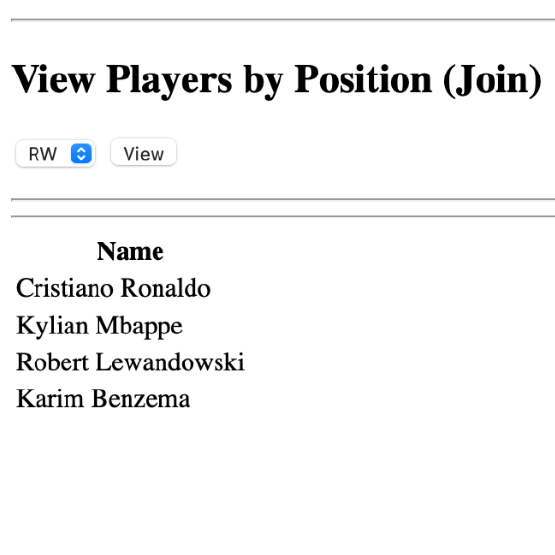 View Players by Position (Join)
RW View
Name
Cristiano Ronaldo
Kylian Mbappe
Robert Lewandowski
Karim Benzema